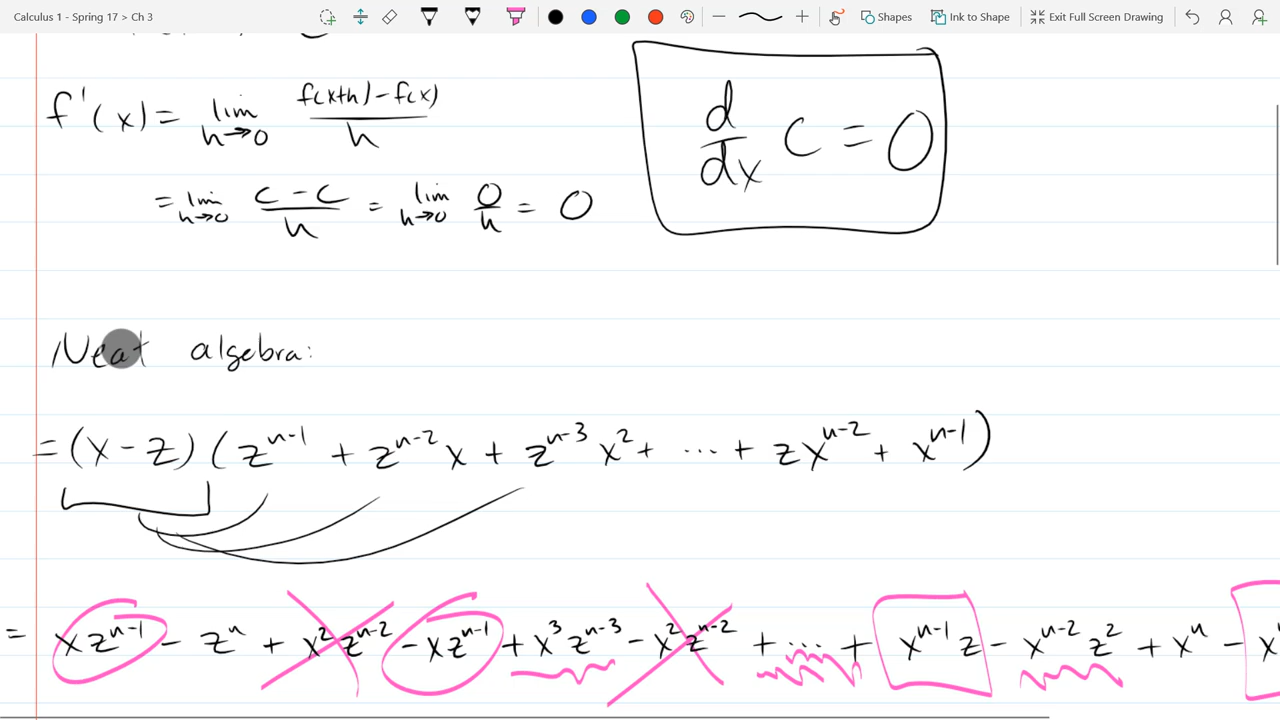 Calculus 1 - Spring 17 > Ch 3
Shapes
Ink to Shape
Exit Full Screen Drawing
f'(x) = lim h→0 f(x+h) - f(x) / h
= lim h→0 c - c / h = lim h→0 0 / h = 0
d/dx c = 0
Neat algebra:
= (x - z)(z^{n-1} + z^{n-2} x + z^{n-3} x^2 + ... + z x^{n-2} + x^{n-1})
= x z^{n-1} - z^n + x^2 z^{n-2} - x z^{n-1} + x^3 z^{n-3} - x^2 z^{n-2} + ... + x^{n-1} z - x^{n-2} z^2 + x^n -